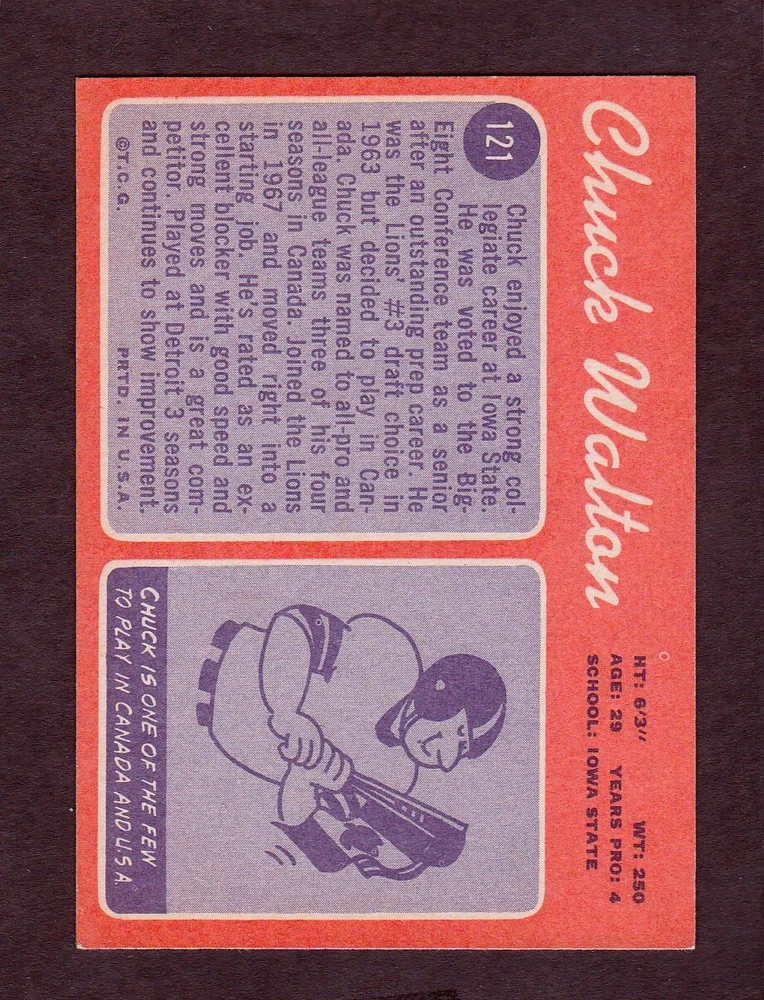 Chuck Walton
HT: 6'3" WT: 250
AGE: 29 YEARS PRO: 4
SCHOOL: IOWA STATE
121
Chuck enjoyed a strong col-
legiate career at Iowa State.
He was voted to the Big-
Eight Conference team as a senior
after an outstanding prep career. He
was the Lions' #3 draft choice in
1963 but decided to play in Can-
ada. Chuck was named to all-pro and
all-league teams three of his four
seasons in Canada. Joined the Lions
in 1967 and moved right into a
starting job. He's rated as an ex-
cellent blocker with good speed and
strong moves and is a great com-
petitor. Played at Detroit 3 seasons
and continues to show improvement.
©T.C.G. PRTD. IN U.S.A.
CHUCK IS ONE OF THE FEW
TO PLAY IN CANADA AND U.S.A.